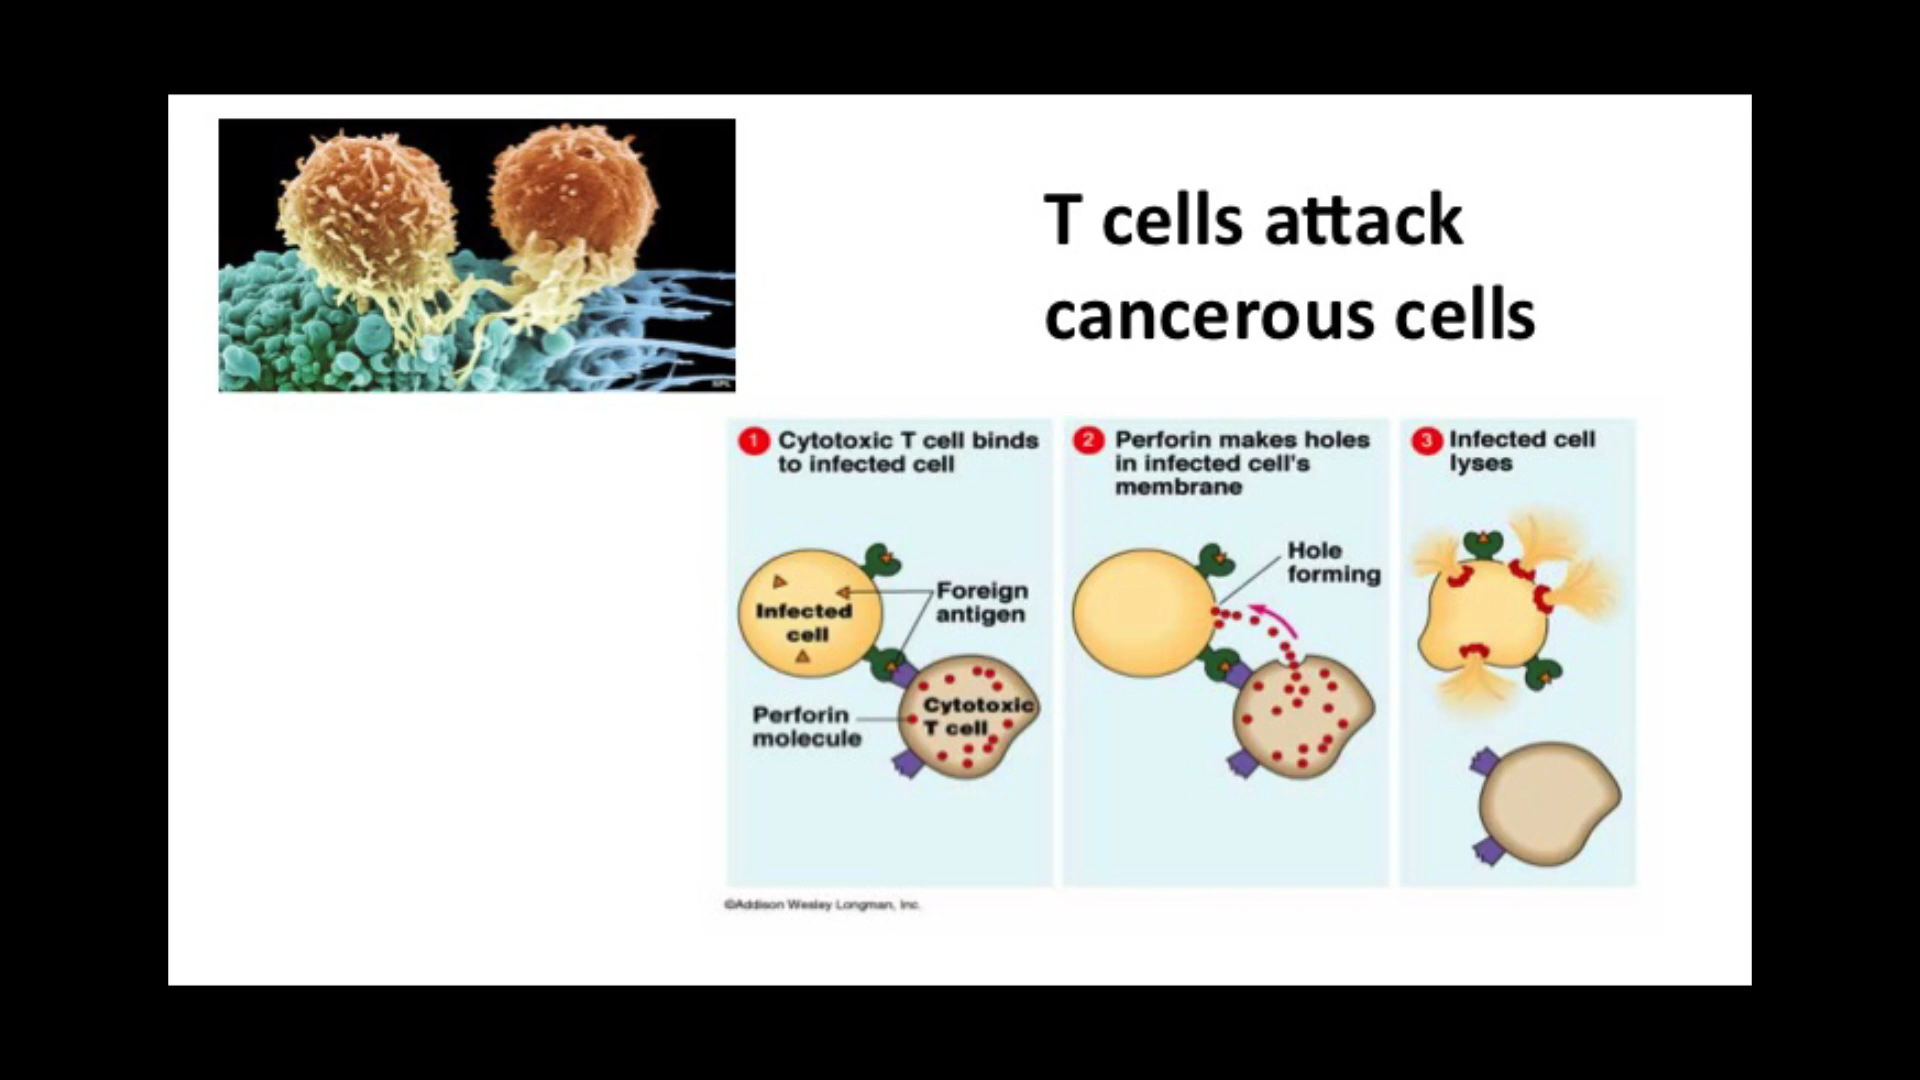 T cells attack
cancerous cells
SPL
1 Cytotoxic T cell binds
to infected cell
Infected
cell
Foreign
antigen
Perforin
molecule
Cytotoxic
T cell
2 Perforin makes holes
in infected cell's
membrane
Hole
forming
3 Infected cell
lyses
©Addison Wesley Longman, Inc.